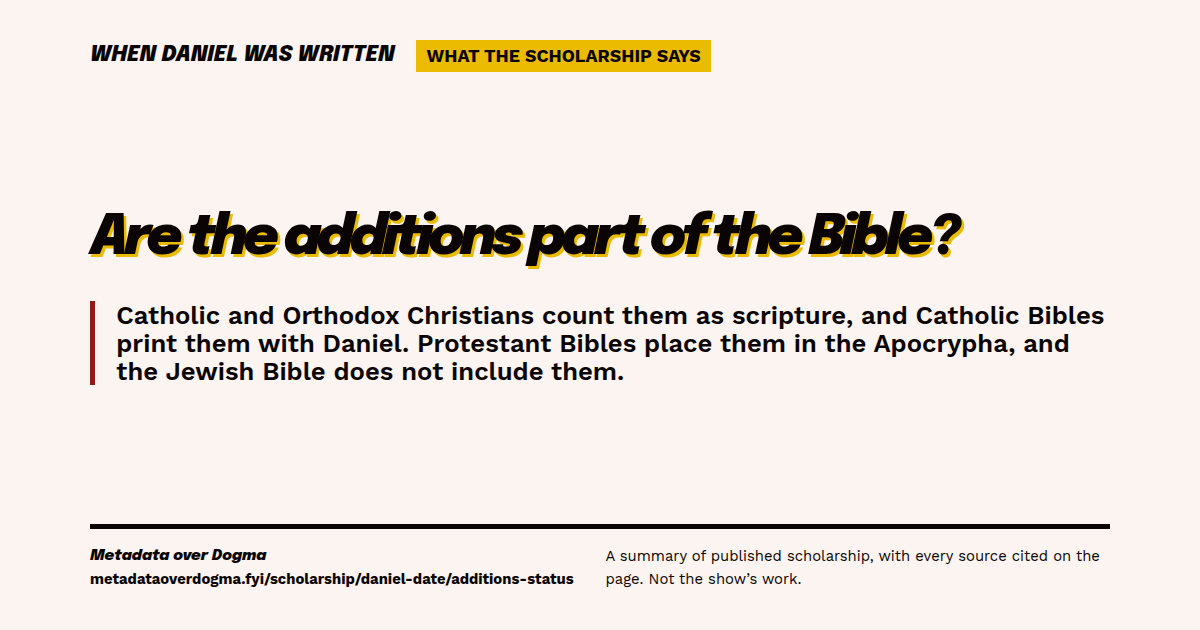 WHEN DANIEL WAS WRITTEN
WHAT THE SCHOLARSHIP SAYS
Are the additions part of the Bible?
Catholic and Orthodox Christians count them as scripture, and Catholic Bibles
print them with Daniel. Protestant Bibles place them in the Apocrypha, and
the Jewish Bible does not include them.
Metadata over Dogma
metadataoverdogma.fyi/scholarship/daniel-date/additions-status
A summary of published scholarship, with every source cited on the
page. Not the show’s work.